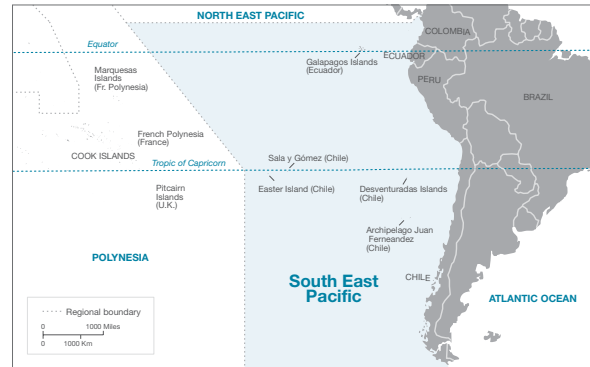 NORTH EAST PACIFIC
COLOMBIA
Equator
ECUADOR
Galapagos Islands
(Ecuador)
Marquesas
Islands
(Fr. Polynesia)
PERU
BRAZIL
French Polynesia
(France)
COOK ISLANDS
Tropic of Capricorn
Sala y Gómez (Chile)
Easter Island (Chile)
Desventuradas Islands
(Chile)
Pitcairn
Islands
(U.K.)
Archipelago Juan
Ferneandez
(Chile)
POLYNESIA
CHILE
South East
Pacific
ATLANTIC OCEAN
Regional boundary
0 1000 Miles
0 1000 Km